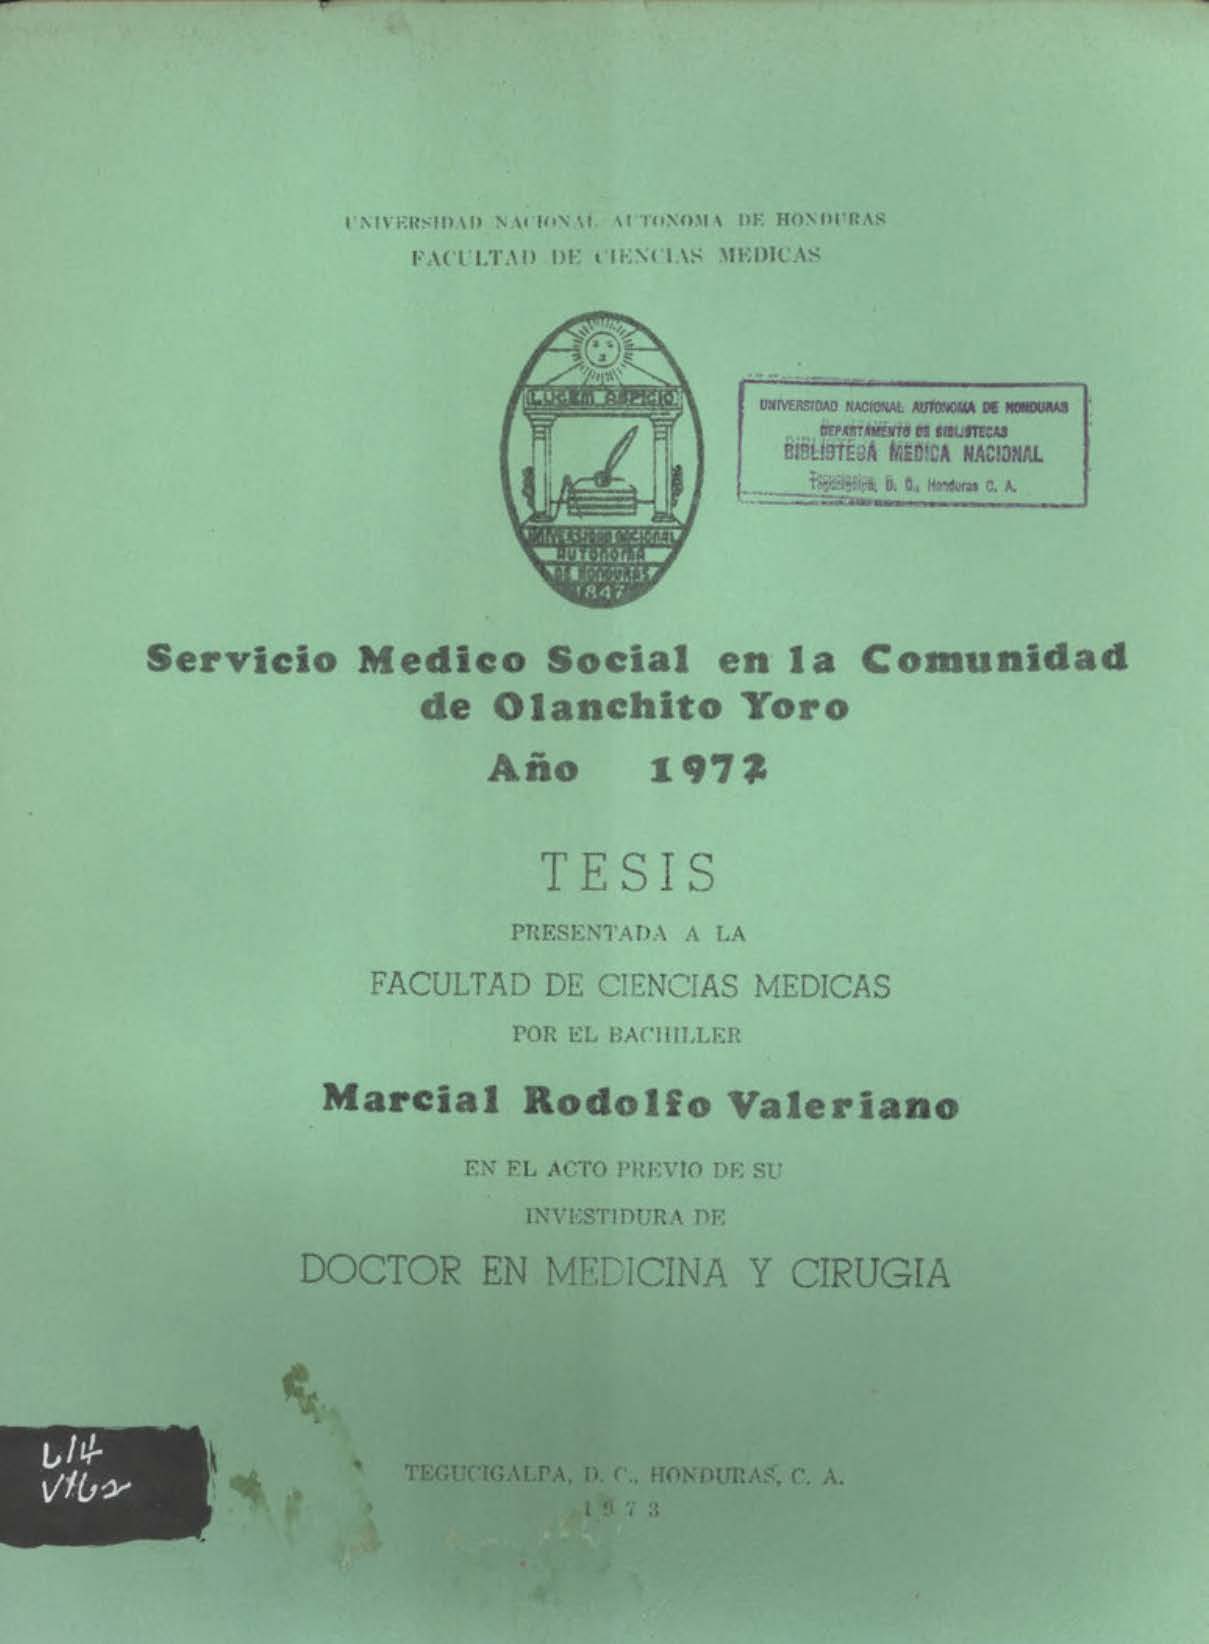 UNIVERSIDAD NACIONAL AUTONOMA DE HONDURAS
FACULTAD DE CIENCIAS MEDICAS
LUCEM ASPICIO
UNIVERSIDAD NACIONAL
AUTONOMA
DE HONDURAS
1847
UNIVERSIDAD NACIONAL AUTONOMA DE HONDURAS
DEPARTAMENTO DE BIBLIOTECAS
BIBLIOTECA MEDICA NACIONAL
Tegucigalpa, D. C., Honduras C. A.
Servicio Medico Social en la Comunidad
de Olanchito Yoro
Año 1972
TESIS
PRESENTADA A LA
FACULTAD DE CIENCIAS MEDICAS
POR EL BACHILLER
Marcial Rodolfo Valeriano
EN EL ACTO PREVIO DE SU
INVESTIDURA DE
DOCTOR EN MEDICINA Y CIRUGIA
TEGUCIGALPA, D. C., HONDURAS, C. A.
1973